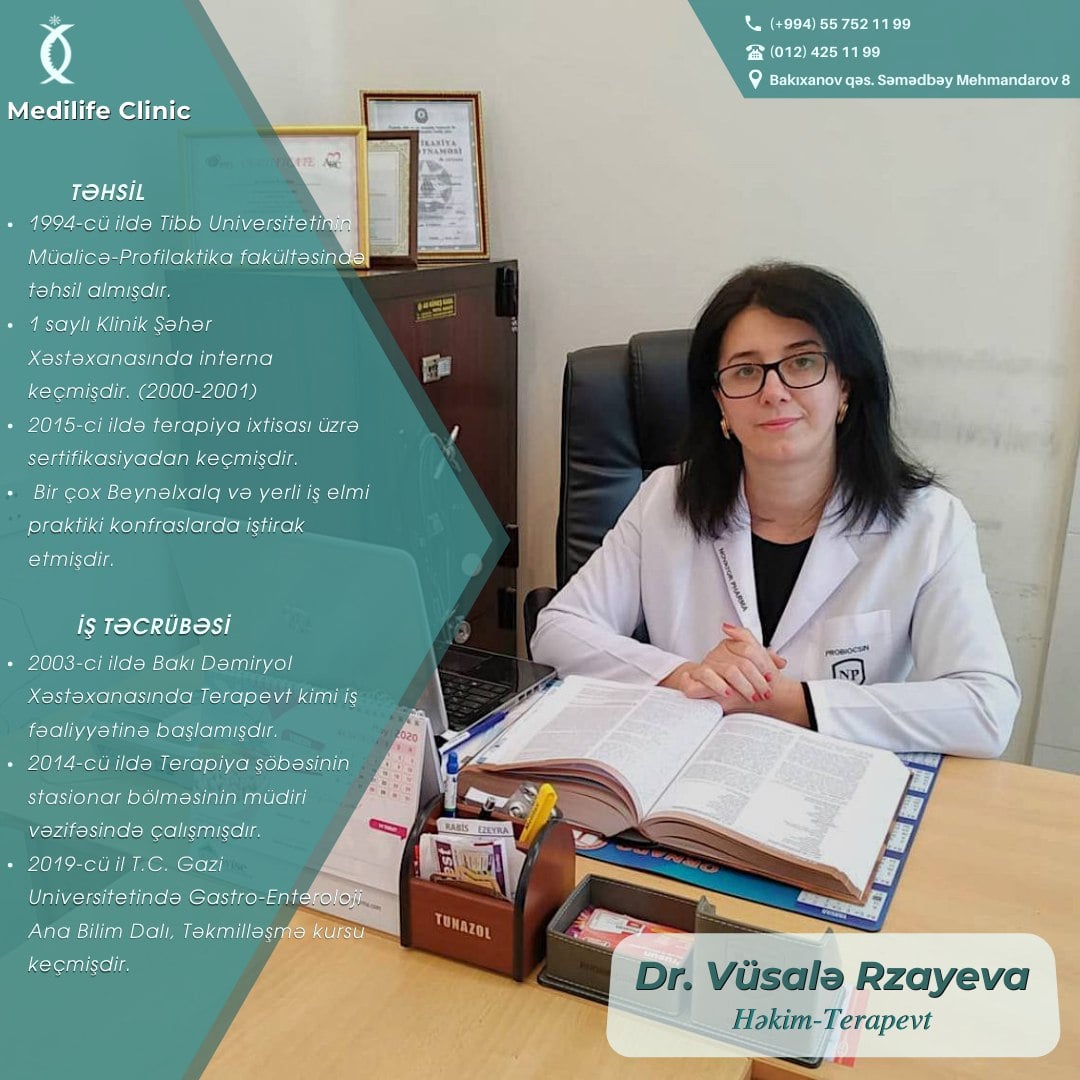 Medilife Clinic
(+994) 55 752 11 99
(012) 425 11 99
Bakıxanov qəs. Səmədbəy Mehmandarov 8
TƏHSİL
• 1994-cü ildə Tibb Universitetinin
Müalicə-Profilaktika fakültəsində
təhsil almışdır.
• 1 saylı Klinik Şəhər
Xəstəxanasında interna
keçmişdir. (2000-2001)
• 2015-ci ildə terapiya ixtisası üzrə
sertifikasiyadan keçmişdir.
• Bir çox Beynəlxalq və yerli iş elmi
praktiki konfraslarda iştirak
etmişdir.
İŞ TƏCRÜBƏSİ
• 2003-ci ildə Bakı Dəmiryol
Xəstəxanasında Terapevt kimi iş
fəaliyyətinə başlamışdır.
• 2014-cü ildə Terapiya şöbəsinin
stasionar bölməsinin müdiri
vəzifəsində çalışmışdır.
• 2019-cü il T.C. Gazi
Universitetində Gastro-Enteroloji
Ana Bilim Dalı, Təkmilləşmə kursu
keçmişdir.
NOVATOR PHARMA
PROBIOCSIN
NP
2020
RABİS EZEYRA
TUNAZOL
Dr. Vüsalə Rzayeva
Həkim-Terapevt